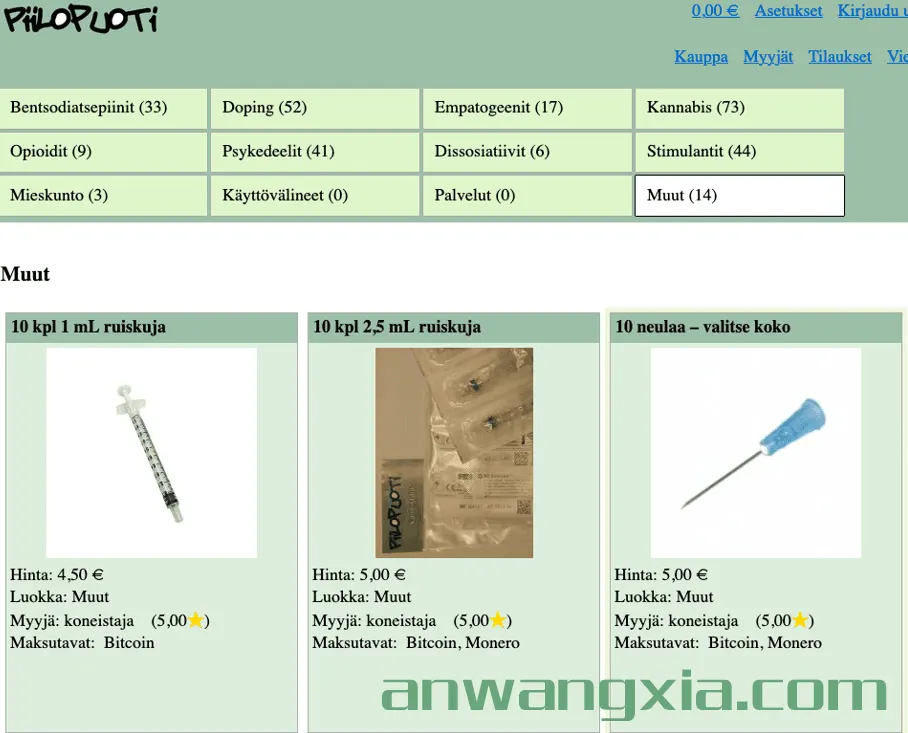 PiiLOPUOTi
0,00 € Asetukset Kirjaudu u
Kauppa Myyjät Tilaukset Vie
Bentsodiatsepiinit (33) Doping (52) Empatogeenit (17) Kannabis (73)
Opioidit (9) Psykedeelit (41) Dissosiatiivit (6) Stimulantit (44)
Mieskunto (3) Käyttövälineet (0) Palvelut (0) Muut (14)
Muut
10 kpl 1 mL ruiskuja
10 kpl 2,5 mL ruiskuja
10 neulaa – valitse koko
PiiLOPUOTi
Hinta: 4,50 €
Luokka: Muut
Myyjä: koneistaja (5,00⭐)
Maksutavat: Bitcoin
Hinta: 5,00 €
Luokka: Muut
Myyjä: koneistaja (5,00⭐)
Maksutavat: Bitcoin, Monero
Hinta: 5,00 €
Luokka: Muut
Myyjä: koneistaja (5,00⭐)
Maksutavat: Bitcoin, Monero
anwangxia.com